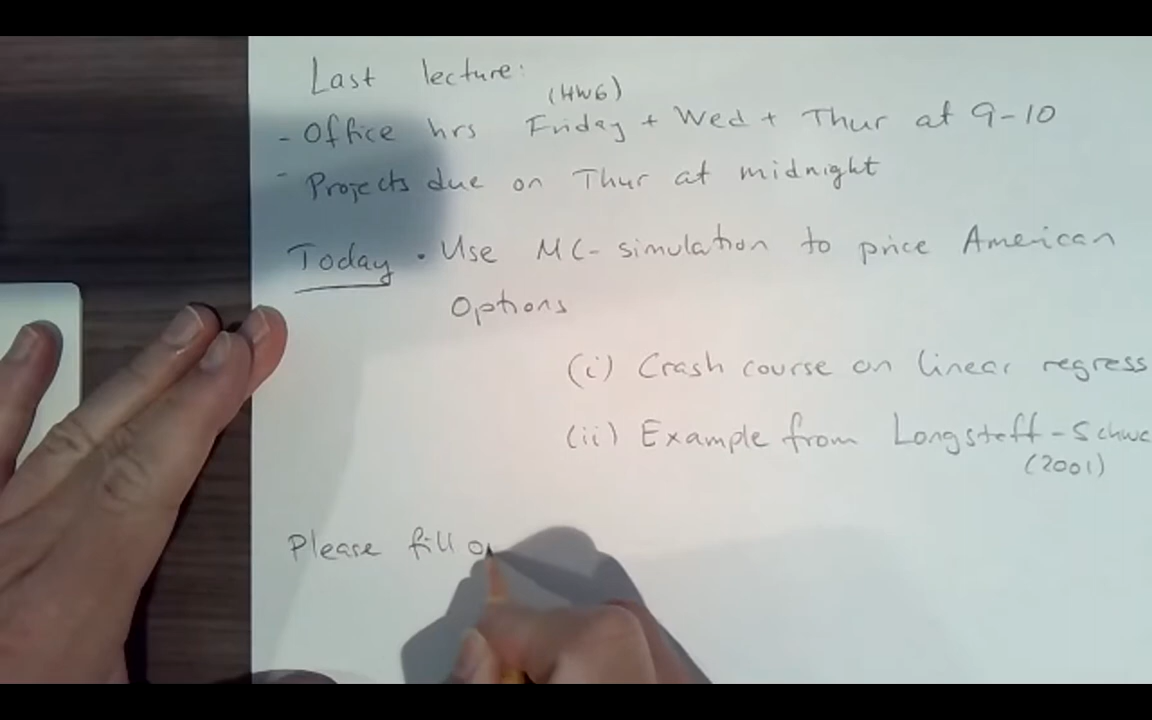 Last lecture:
(HW6)
- Office hrs Friday + Wed + Thur at 9-10
- Projects due on Thur at midnight
Today • Use MC-simulation to price American
Options
(i) Crash course on linear regress
(ii) Example from Longstaff-Schwa
(2001)
Please fill o